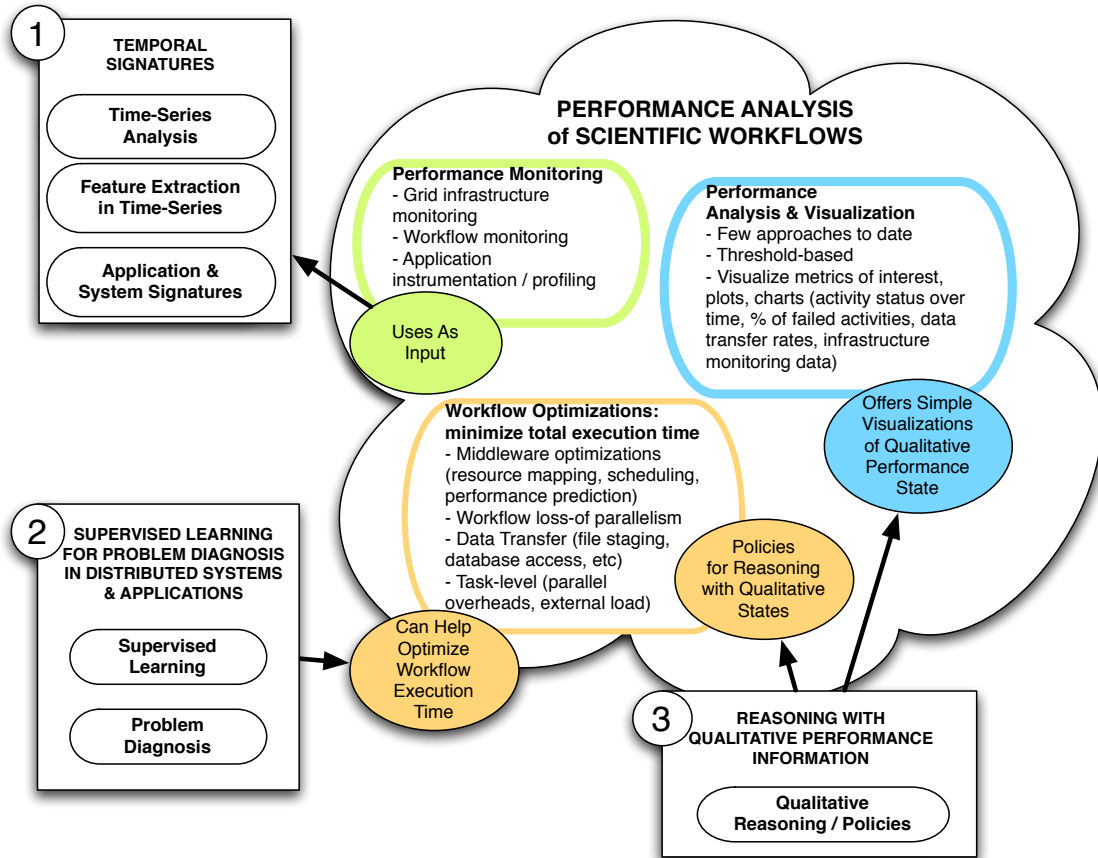 1
TEMPORAL
SIGNATURES
Time-Series
Analysis
Feature Extraction
in Time-Series
Application &
System Signatures
PERFORMANCE ANALYSIS
of SCIENTIFIC WORKFLOWS
Performance Monitoring
- Grid infrastructure
monitoring
- Workflow monitoring
- Application
instrumentation / profiling
Uses As
Input
Performance
Analysis & Visualization
- Few approaches to date
- Threshold-based
- Visualize metrics of interest,
plots, charts (activity status over
time, % of failed activities, data
transfer rates, infrastructure
monitoring data)
Offers Simple
Visualizations
of Qualitative
Performance
State
Workflow Optimizations:
minimize total execution time
- Middleware optimizations
(resource mapping, scheduling,
performance prediction)
- Workflow loss-of parallelism
- Data Transfer (file staging,
database access, etc)
- Task-level (parallel
overheads, external load)
Policies
for Reasoning
with Qualitative
States
Can Help
Optimize
Workflow
Execution
Time
2
SUPERVISED LEARNING
FOR PROBLEM DIAGNOSIS
IN DISTRIBUTED SYSTEMS
& APPLICATIONS
Supervised
Learning
Problem
Diagnosis
3
REASONING WITH
QUALITATIVE PERFORMANCE
INFORMATION
Qualitative
Reasoning / Policies